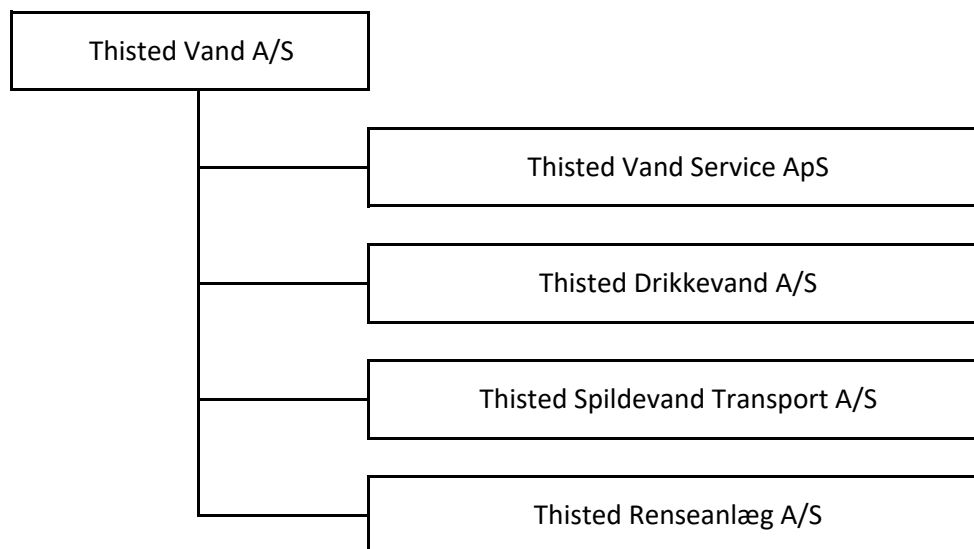 Thisted Vand A/S
Thisted Vand Service ApS
Thisted Drikkevand A/S
Thisted Spildevand Transport A/S
Thisted Renseanlæg A/S